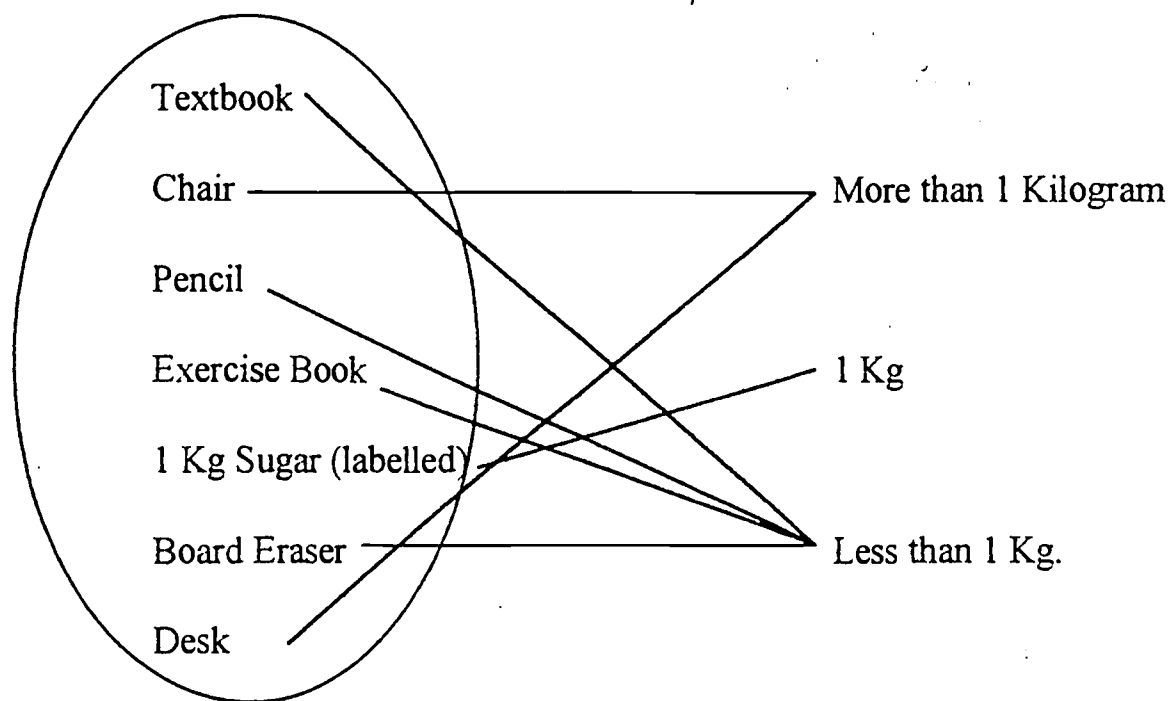 Textbook
Chair
More than 1 Kilogram
Pencil
Exercise Book
1 Kg
1 Kg Sugar (labelled)
Board Eraser
Less than 1 Kg.
Desk